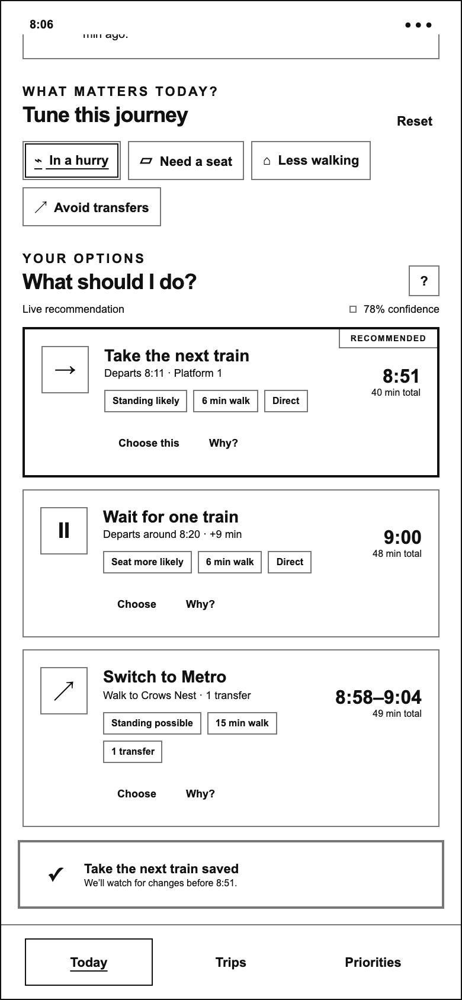 8:06
min ago.
WHAT MATTERS TODAY?
Tune this journey
Reset
In a hurry
Need a seat
Less walking
Avoid transfers
YOUR OPTIONS
What should I do?
?
Live recommendation
78% confidence
RECOMMENDED
Take the next train
Departs 8:11 · Platform 1
8:51
40 min total
Standing likely
6 min walk
Direct
Choose this
Why?
Wait for one train
Departs around 8:20 · +9 min
9:00
48 min total
Seat more likely
6 min walk
Direct
Choose
Why?
Switch to Metro
Walk to Crows Nest · 1 transfer
8:58–9:04
49 min total
Standing possible
15 min walk
1 transfer
Choose
Why?
Take the next train saved
We’ll watch for changes before 8:51.
Today
Trips
Priorities